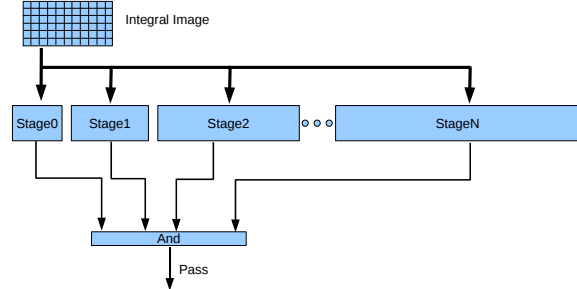 Integral Image
Stage0
Stage1
Stage2
StageN
And
Pass